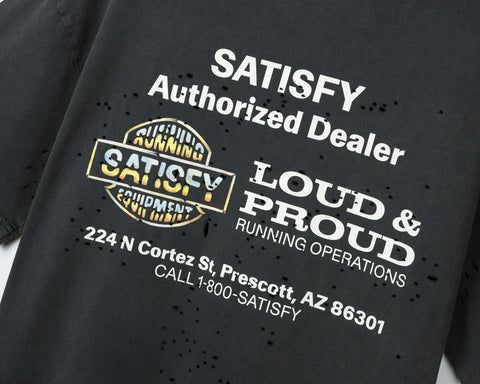 SATISFY
Authorized Dealer
RUNNING
SATISFY
EQUIPMENT
LOUD &
PROUD
RUNNING OPERATIONS
224 N Cortez St, Prescott, AZ 86301
CALL 1-800-SATISFY